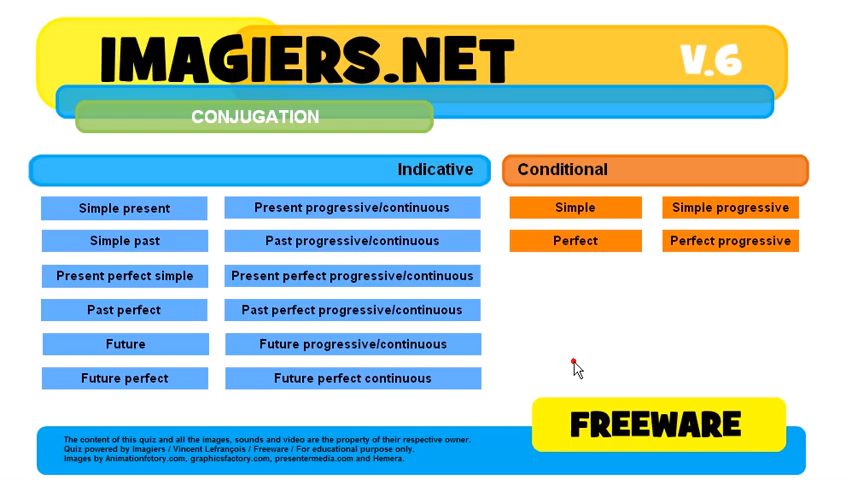 IMAGIERS.NET
V.6
CONJUGATION
Indicative
Conditional
Simple present
Present progressive/continuous
Simple
Simple progressive
Simple past
Past progressive/continuous
Perfect
Perfect progressive
Present perfect simple
Present perfect progressive/continuous
Past perfect
Past perfect progressive/continuous
Future
Future progressive/continuous
Future perfect
Future perfect continuous
FREEWARE
The content of this quiz and all the images, sounds and video are the property of their respective owner.
Quiz powered by Imagiers / Vincent Lefrançois / Freeware / For educational purpose only.
Images by Animationfotory.com, graphicsfactory.com, presentermedia.com and Hemera.